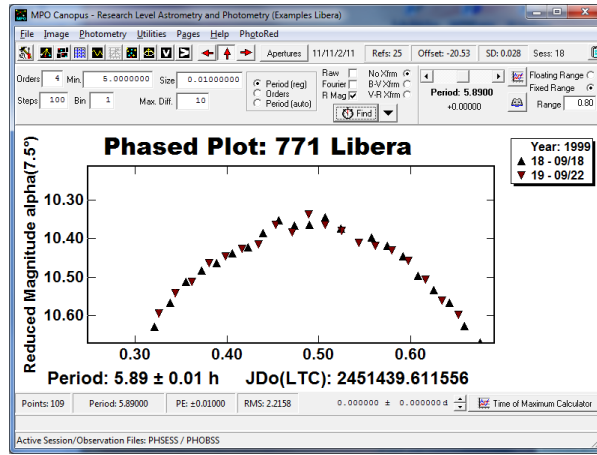 MPO Canopus - Research Level Astrometry and Photometry (Examples Libera)
File Image Photometry Utilities Pages Help PhotoRed
Apertures 11/11/2/11 Refs: 25 Offset: -20.53 SD: 0.028 Sess: 18
Orders 4 Min. 5.0000000 Size 0.01000000
Steps 100 Bin 1 Max. Diff. 10
Period (reg)
Orders
Period (auto)
Raw
Fourier
R Mag
No Xfrm
B-V Xfrm
V-R Xfrm
Find
Period: 5.8900
+0.00000
Floating Range
Fixed Range
Range 0.80
Phased Plot: 771 Libera
Year: 1999
18 - 09/18
19 - 09/22
Reduced Magnitude alpha(7.5°)
10.30
10.40
10.50
10.60
0.30 0.40 0.50 0.60
Period: 5.89 ± 0.01 h JDo(LTC): 2451439.611556
Points: 109 Period: 5.89000 PE: ±0.01000 RMS: 2.2158 0.000000 ± 0.000000 d Time of Maximum Calculator
Active Session/Observation Files: PHSESS / PHOBSS